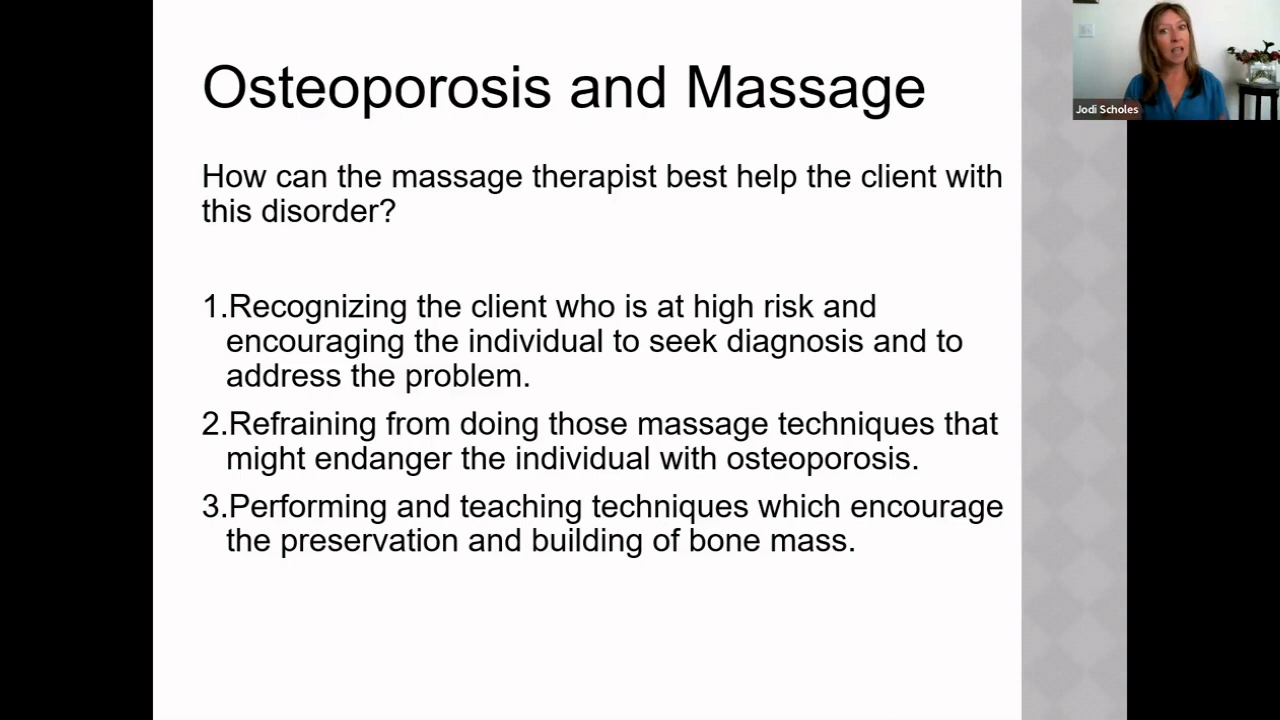 Osteoporosis and Massage
How can the massage therapist best help the client with
this disorder?
1.Recognizing the client who is at high risk and
encouraging the individual to seek diagnosis and to
address the problem.
2.Refraining from doing those massage techniques that
might endanger the individual with osteoporosis.
3.Performing and teaching techniques which encourage
the preservation and building of bone mass.
Jodi Scholes